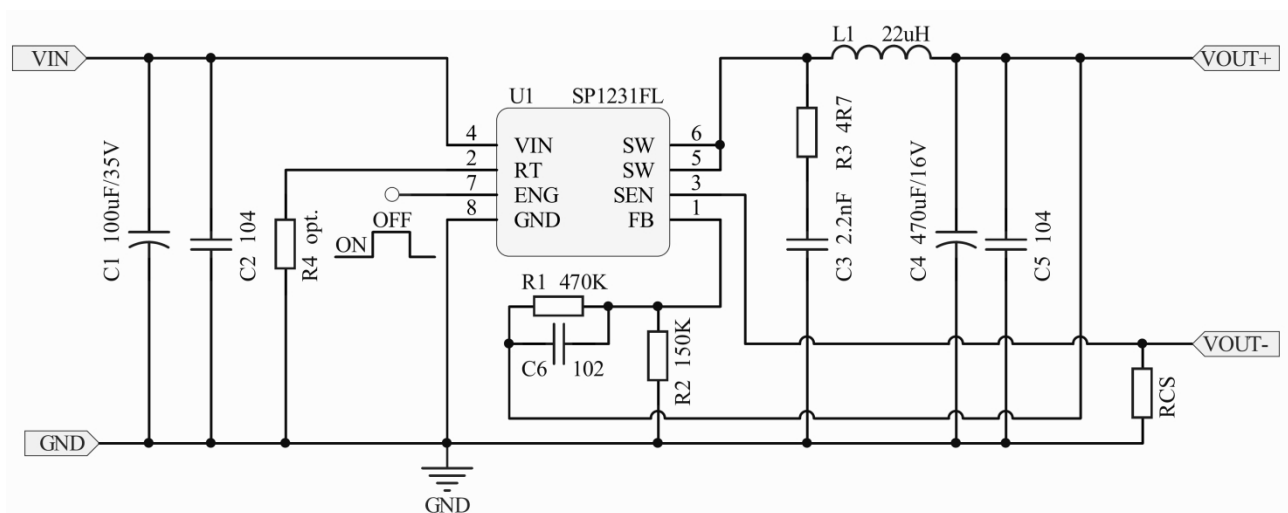 L1 22uH
VIN
VOUT+
U1 SP1231FL
4 VIN SW 6
2 RT SW 5
7 ENG SEN 3
8 GND FB 1
C1 100uF/35V
C2 104
R4 opt.
OFF
ON
R3 4R7
C3 2.2nF
C4 470uF/16V
C5 104
R1 470K
C6 102
R2 150K
VOUT-
RCS
GND
GND